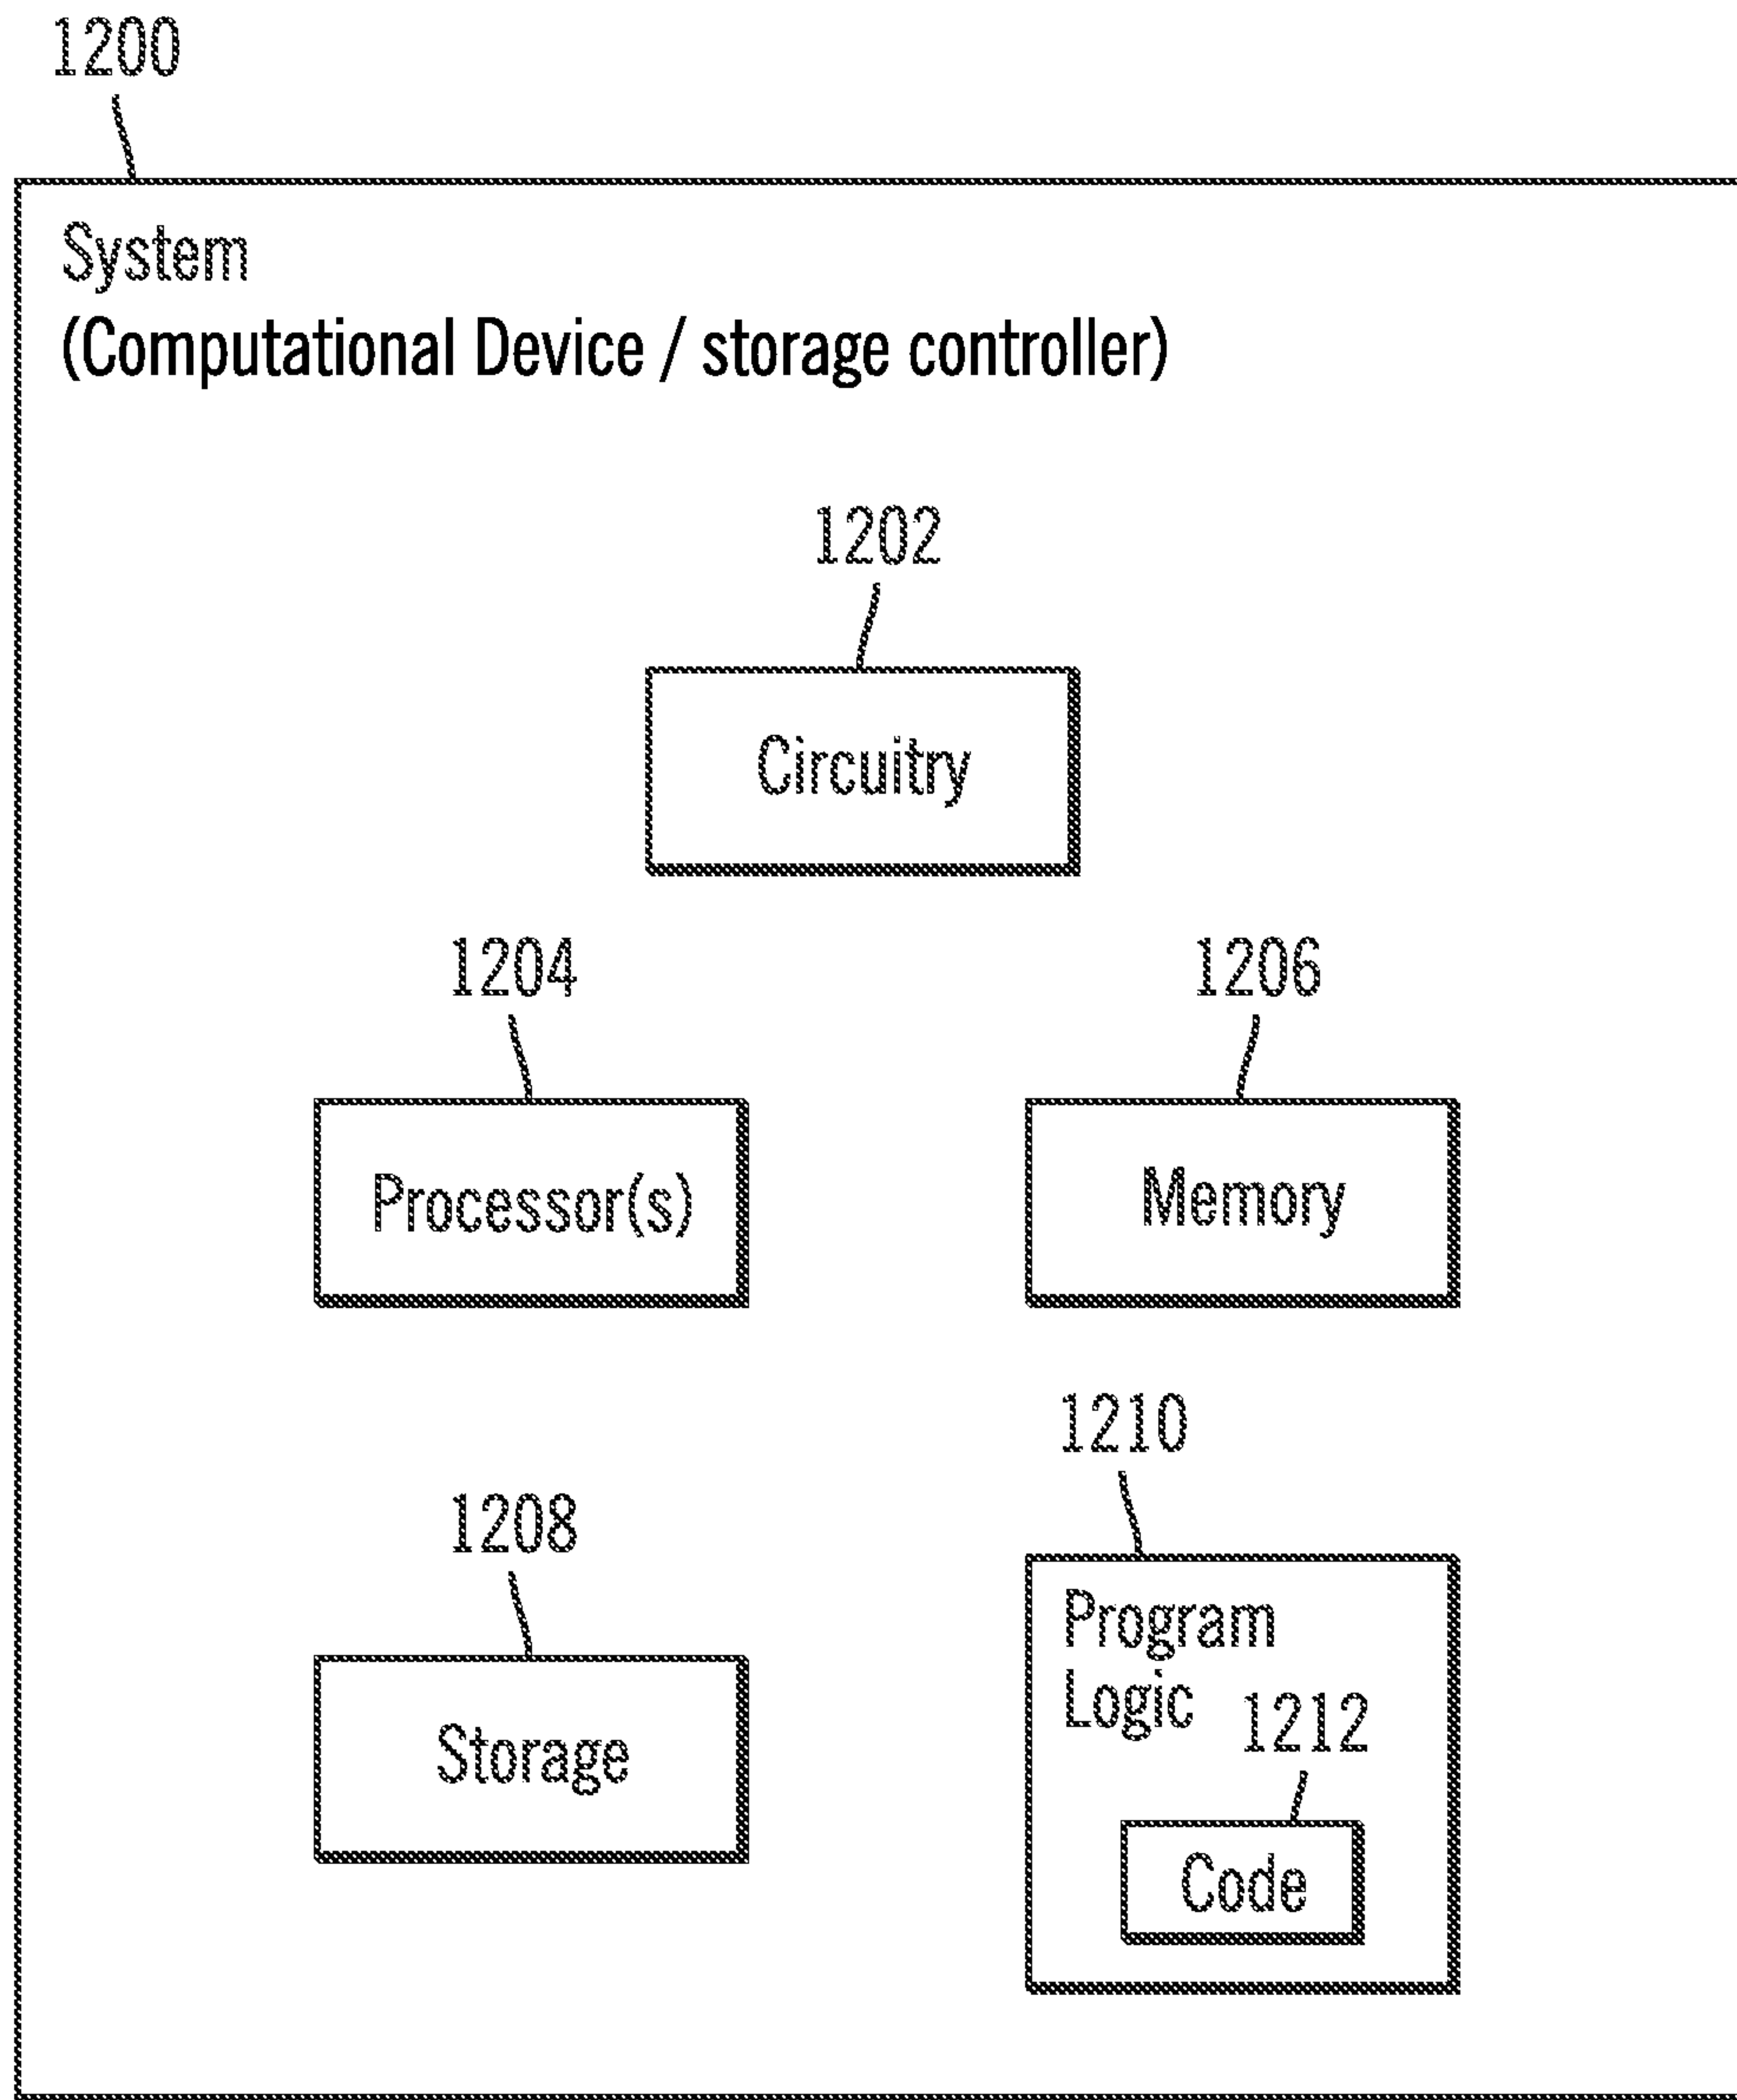 1200
System
(Computational Device / storage controller)
1202
Circuitry
1204
1206
Processor(s)
Memory
1210
1208
Program
Logic
1212
Storage
Code